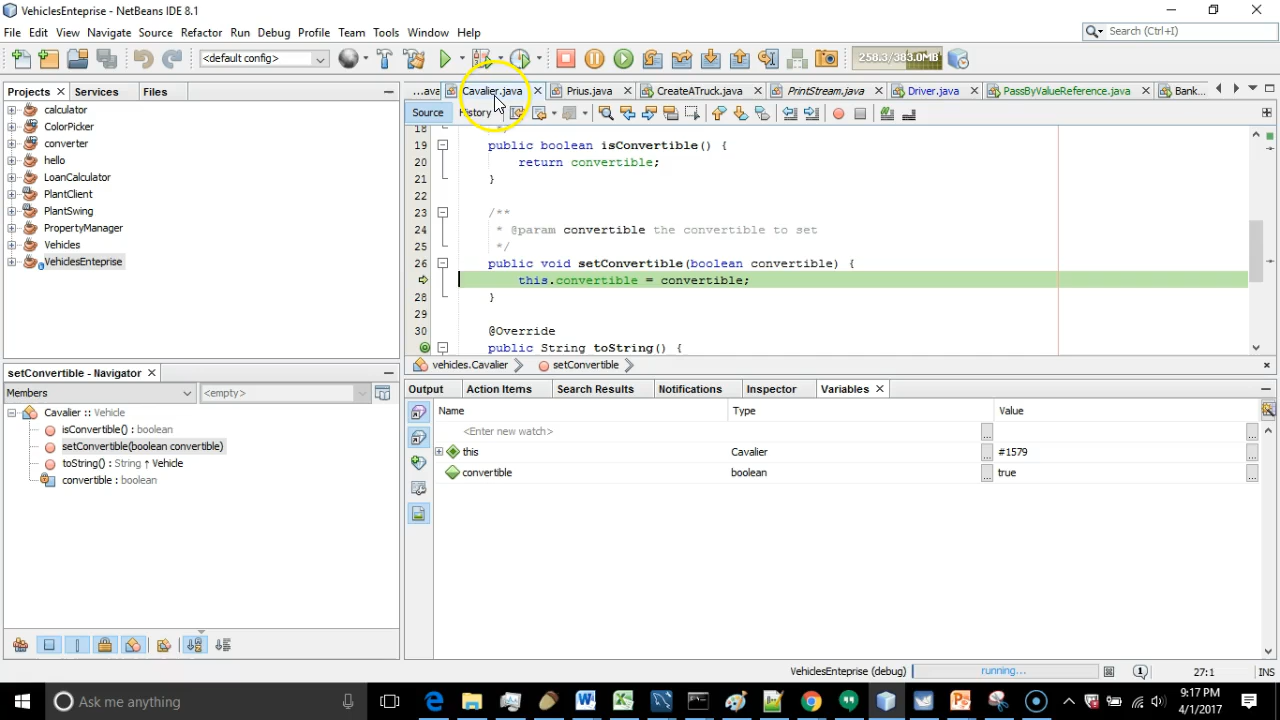 VehiclesEnteprise - NetBeans IDE 8.1
File Edit View Navigate Source Refactor Run Debug Profile Team Tools Window Help
Search (Ctrl+I)
<default config>
258.3/383.0MB
Projects Services Files
...ava Cavalier.java Prius.java CreateATruck.java PrintStream.java Driver.java PassByValueReference.java Bank...
Source History
calculator
ColorPicker
converter
hello
LoanCalculator
PlantClient
PlantSwing
PropertyManager
Vehicles
VehiclesEnteprise
18 */
19 public boolean isConvertible() {
20 return convertible;
21 }
22
23 /**
24 * @param convertible the convertible to set
25 */
26 public void setConvertible(boolean convertible) {
this.convertible = convertible;
28 }
29
30 @Override
public String toString() {
vehicles.Cavalier setConvertible
setConvertible - Navigator
Members <empty>
Cavalier :: Vehicle
isConvertible() : boolean
setConvertible(boolean convertible)
toString() : String ↑ Vehicle
convertible : boolean
Output Action Items Search Results Notifications Inspector Variables
Name Type Value
<Enter new watch> ... ...
this Cavalier ... #1579 ...
convertible boolean ... true ...
VehiclesEnteprise (debug) running... 27:1 INS
Ask me anything
9:17 PM
4/1/2017